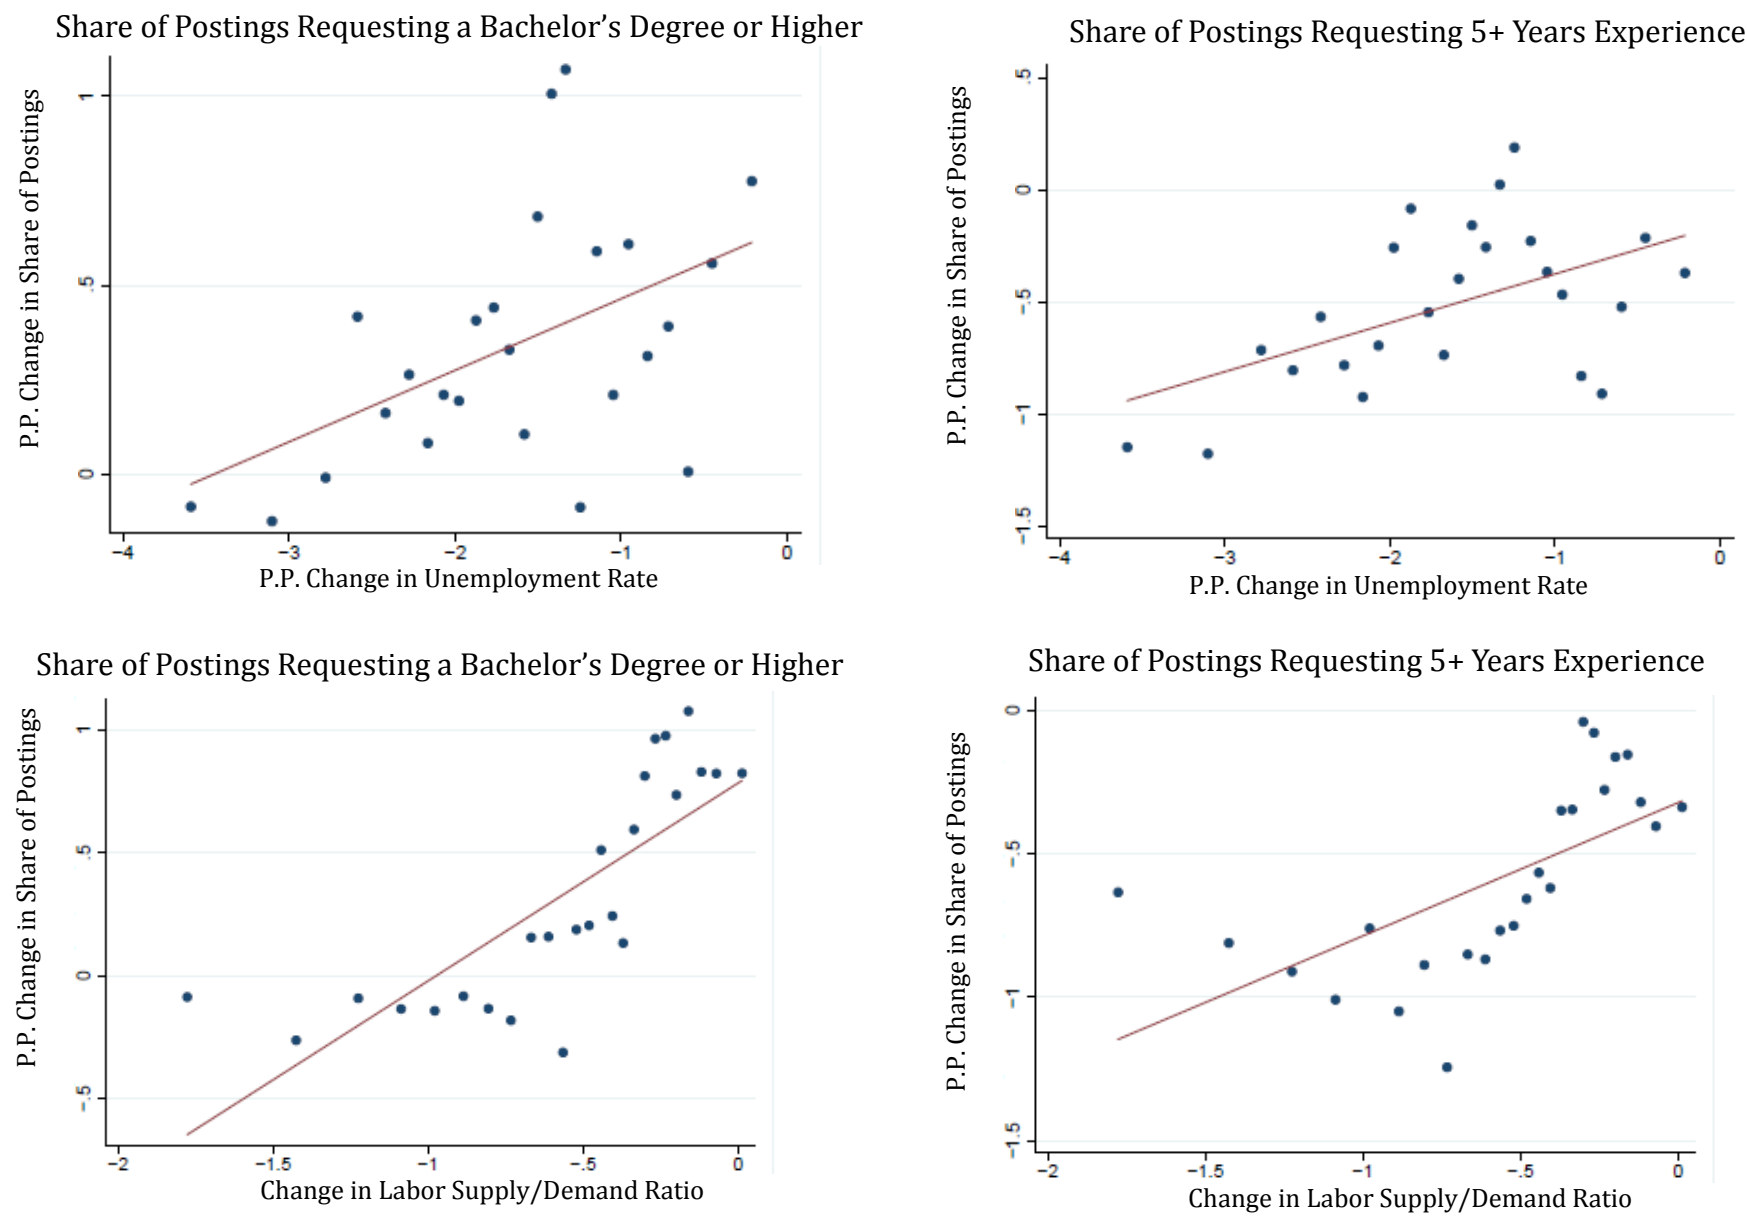 Share of Postings Requesting a Bachelor's Degree or Higher
P.P. Change in Share of Postings
1
.5
0
−4 −3 −2 −1 0
P.P. Change in Unemployment Rate
Share of Postings Requesting 5+ Years Experience
P.P. Change in Share of Postings
.5
0
−.5
−1
−1.5
−4 −3 −2 −1 0
P.P. Change in Unemployment Rate
Share of Postings Requesting a Bachelor's Degree or Higher
P.P. Change in Share of Postings
1
.5
0
−.5
−2 −1.5 −1 −.5 0
Change in Labor Supply/Demand Ratio
Share of Postings Requesting 5+ Years Experience
P.P. Change in Share of Postings
0
−.5
−1
−1.5
−2 −1.5 −1 −.5 0
Change in Labor Supply/Demand Ratio